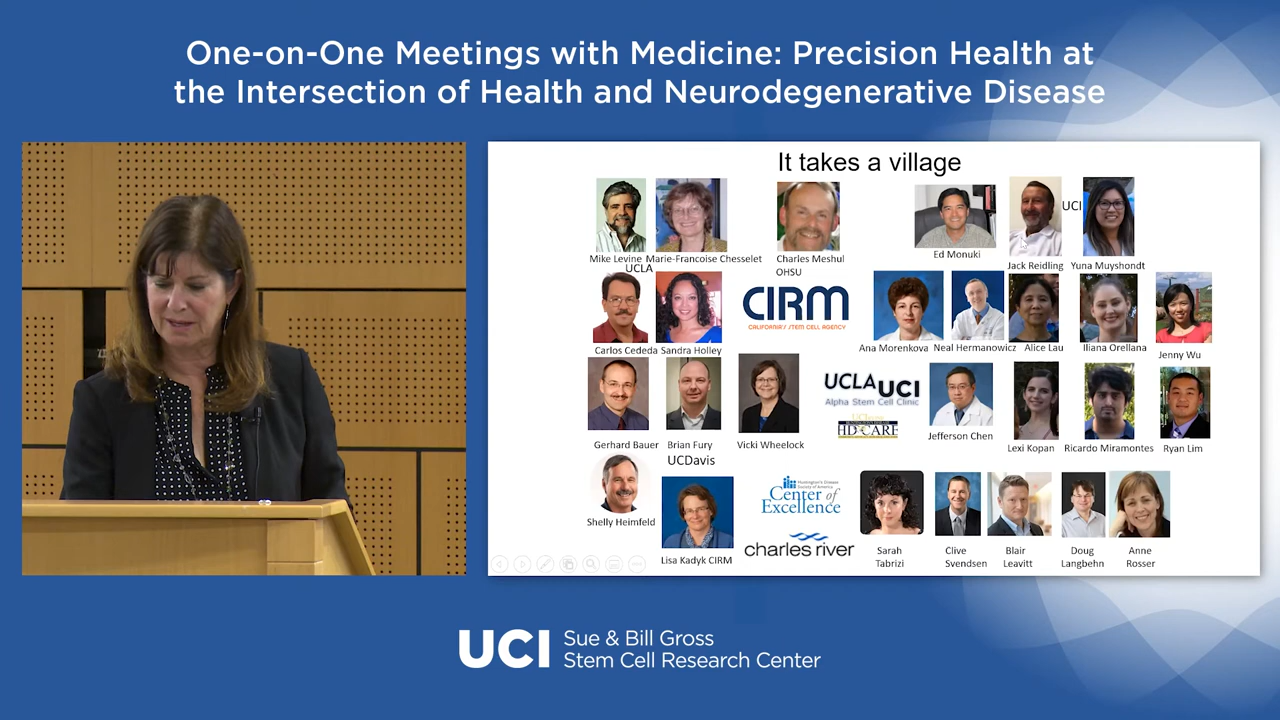 One-on-One Meetings with Medicine: Precision Health at
the Intersection of Health and Neurodegenerative Disease
It takes a village
Mike Levine Marie-Francoise Chesselet
UCLA
Charles Meshul
OHSU
Ed Monuki
Jack Reidling
UCI
Yuna Muyshondt
Carlos Cededa Sandra Holley
CIRM
CALIFORNIA'S STEM CELL AGENCY
Ana Morenkova Neal Hermanowicz Alice Lau Iliana Orellana
Jenny Wu
Gerhard Bauer Brian Fury Vicki Wheelock
UCDavis
UCLA UCI
Alpha Stem Cell Clinic
HD CARE
Jefferson Chen
Lexi Kopan Ricardo Miramontes Ryan Lim
Shelly Heimfeld
Lisa Kadyk CIRM
Huntington's Disease
Society of America
Center of
Excellence
charles river
Sarah
Tabrizi
Clive
Svendsen
Blair
Leavitt
Doug
Langbehn
Anne
Rosser
UCI
Sue & Bill Gross
Stem Cell Research Center